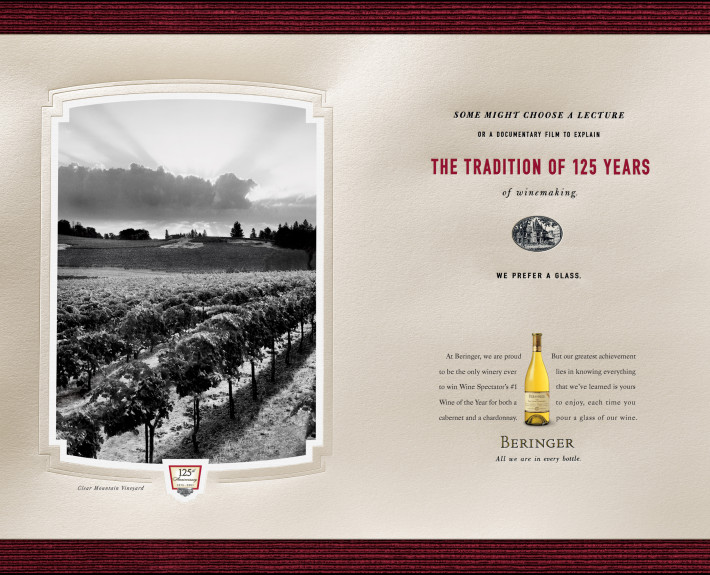 SOME MIGHT CHOOSE A LECTURE
OR A DOCUMENTARY FILM TO EXPLAIN
THE TRADITION OF 125 YEARS
of winemaking.
WE PREFER A GLASS.
At Beringer, we are proud
to be the only winery ever
to win Wine Spectator's #1
Wine of the Year for both a
cabernet and a chardonnay.
But our greatest achievement
lies in knowing everything
that we've learned is yours
to enjoy, each time you
pour a glass of our wine.
BERINGER
BERINGER
All we are in every bottle.
125th
Anniversary
Clear Mountain Vineyard